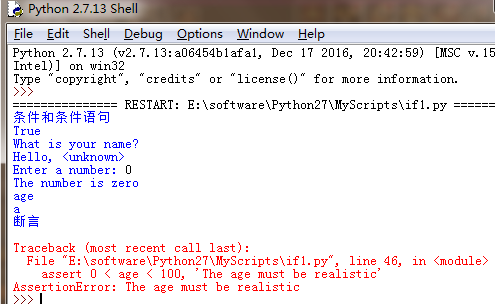 Python 2.7.13 Shell
File Edit Shell Debug Options Window Help
Python 2.7.13 (v2.7.13:a06454b1afa1, Dec 17 2016, 20:42:59) [MSC v.15
Intel)] on win32
Type "copyright", "credits" or "license()" for more information.
>>>
=============== RESTART: E:\software\Python27\MyScripts\if1.py ======
条件和条件语句
True
What is your name?
Hello, <unknown>
Enter a number: 0
The number is zero
age
a
断言
Traceback (most recent call last):
File "E:\software\Python27\MyScripts\if1.py", line 46, in <module>
assert 0 < age < 100, 'The age must be realistic'
AssertionError: The age must be realistic
>>>